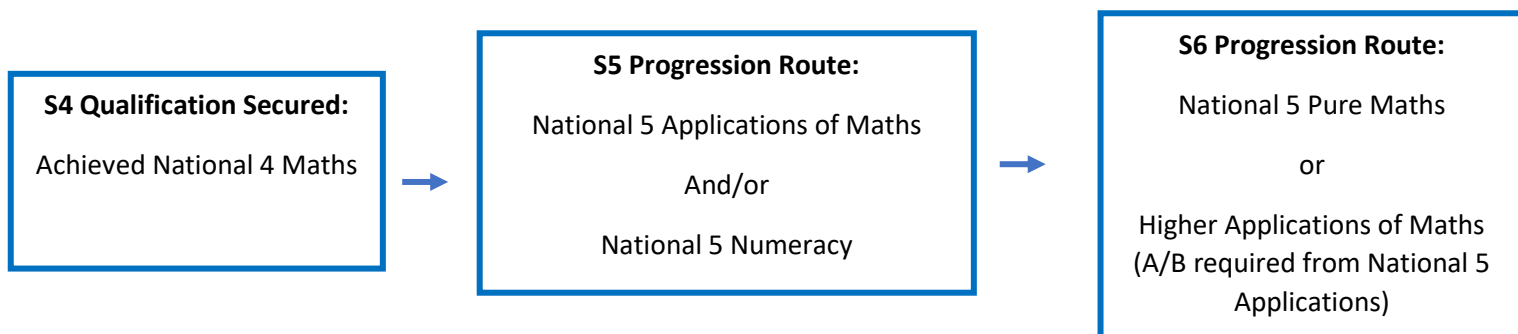 S4 Qualification Secured:
Achieved National 4 Maths
S5 Progression Route:
National 5 Applications of Maths
And/or
National 5 Numeracy
S6 Progression Route:
National 5 Pure Maths
or
Higher Applications of Maths
(A/B required from National 5
Applications)